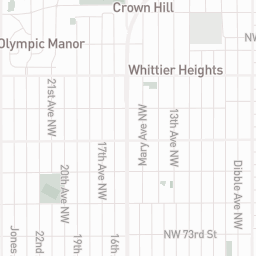 Crown Hill
NW
Olympic Manor
Whittier Heights
21st Ave NW
Mary Ave NW
13th Ave NW
17th Ave NW
20th Ave NW
Dibble Ave NW
Jones
22nd
19th
16th
NW 73rd St